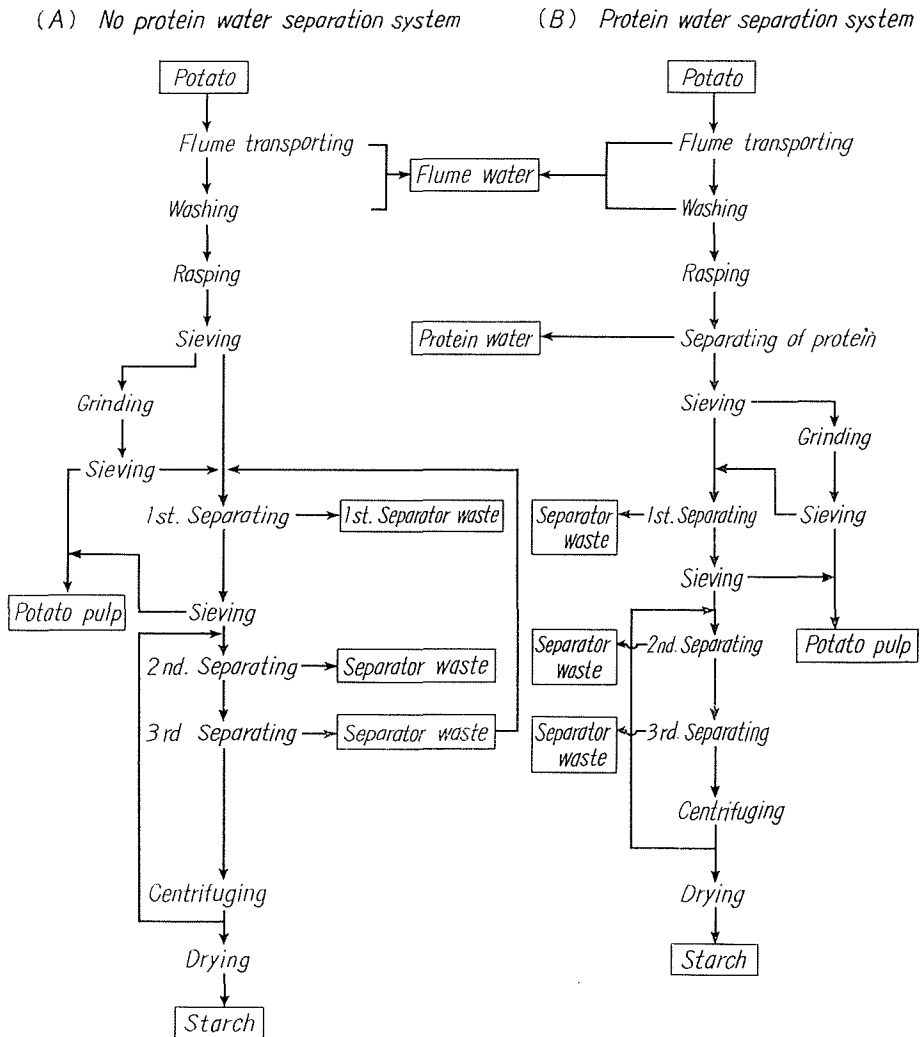 (A) No protein water separation system
Potato
Flume transporting
Washing
Rasping
Sieving
Grinding
Sieving
1st. Separating
1st. Separator waste
Potato pulp
Sieving
2nd. Separating
Separator waste
3rd Separating
Separator waste
Centrifuging
Drying
Starch
Flume water
(B) Protein water separation system
Potato
Flume transporting
Washing
Rasping
Protein water
Separating of protein
Sieving
Grinding
Sieving
Separator
waste
1st. Separating
Sieving
Potato pulp
Separator
waste
2nd. Separating
Separator
waste
3rd. Separating
Centrifuging
Drying
Starch